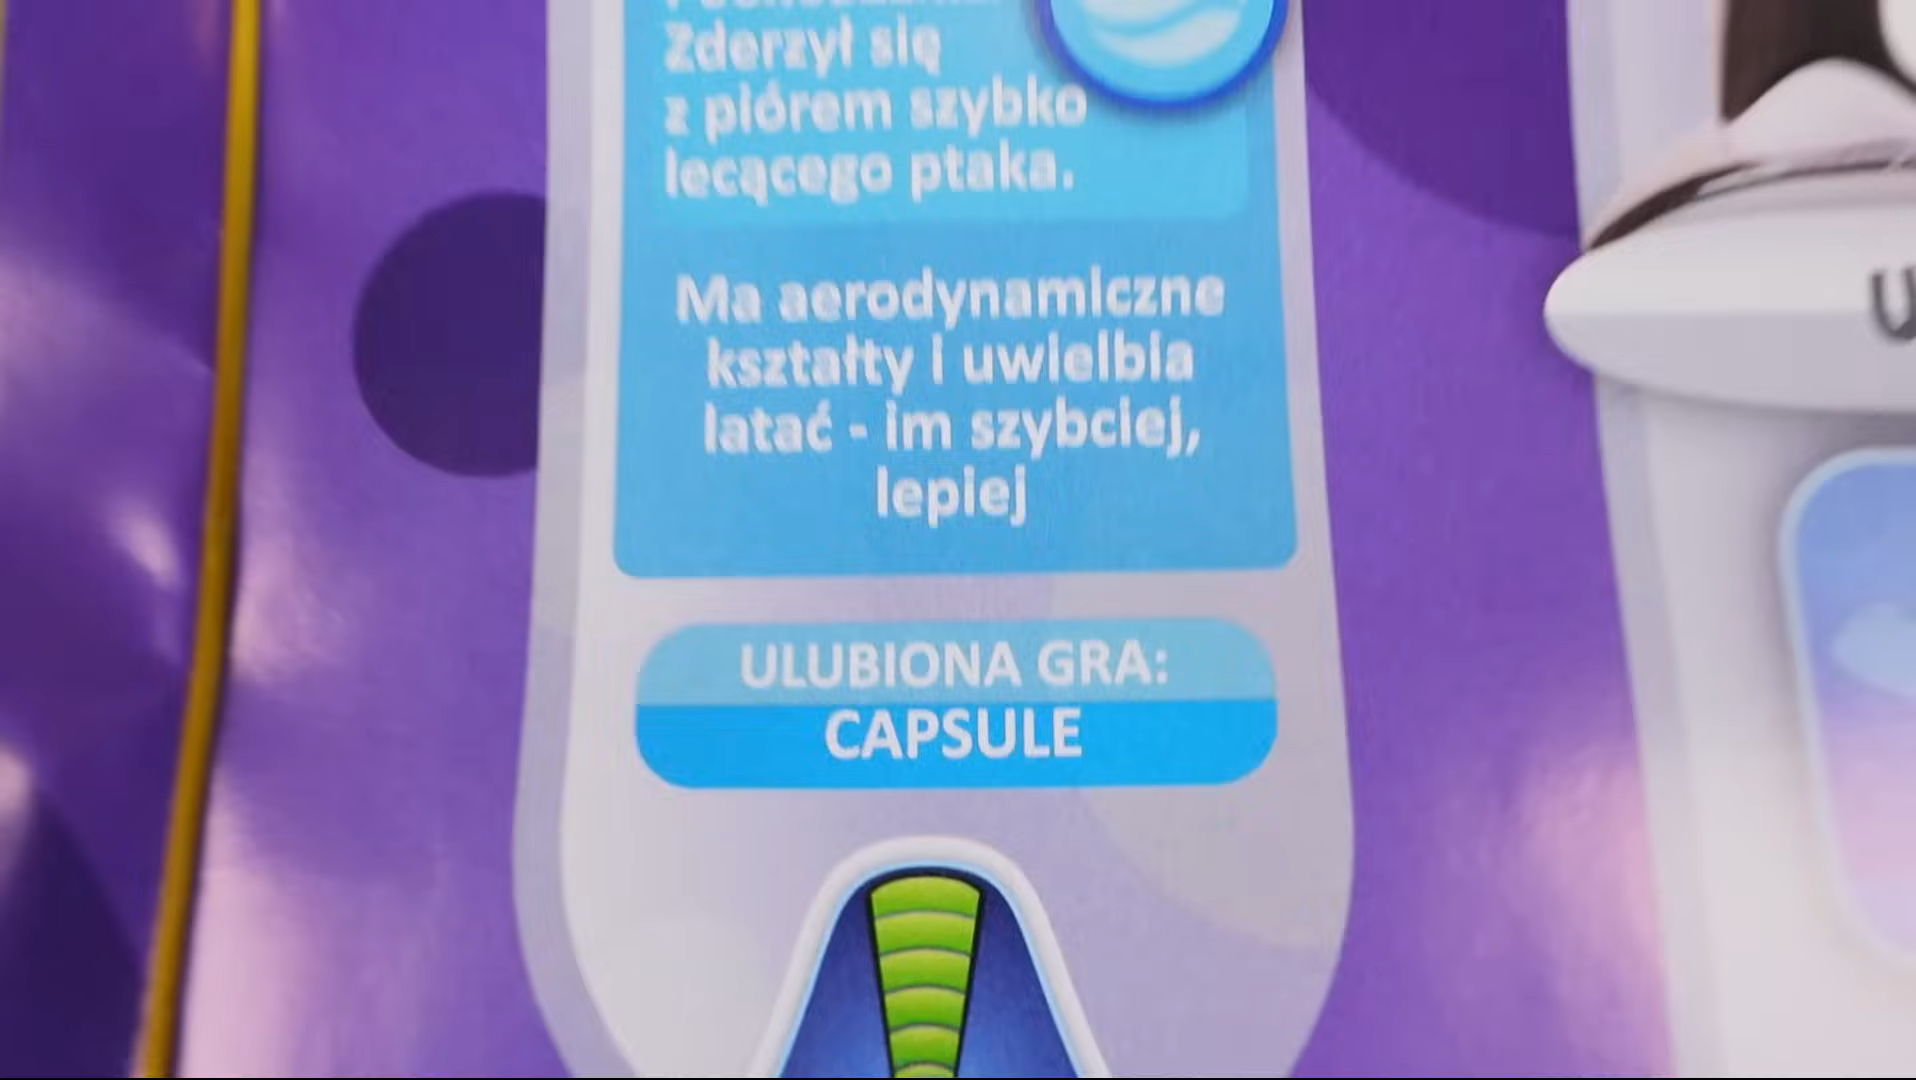 Zderzył się
z piórem szybko
lecącego ptaka.
Ma aerodynamiczne
kształty i uwielbia
latać - im szybciej,
lepiej
ULUBIONA GRA:
CAPSULE